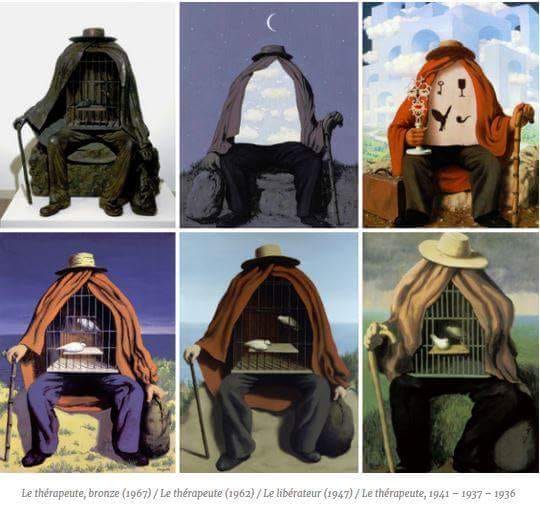 Le thérapeute, bronze (1967) / Le thérapeute (1962) / Le libérateur (1947) / Le thérapeute, 1941 – 1937 – 1936